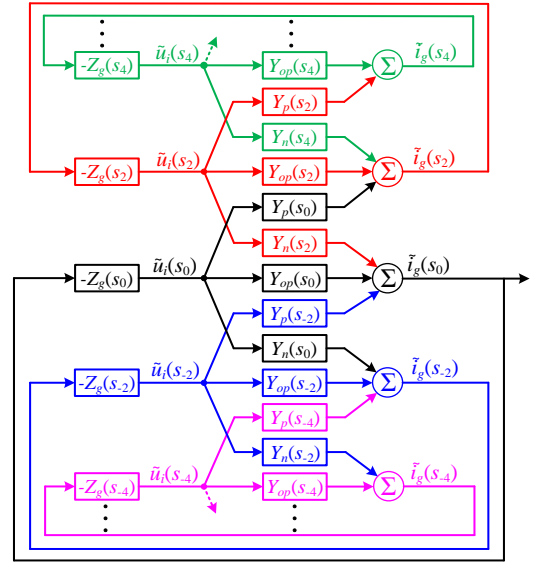 -Z_g(s_4) ũ_i(s_4) Y_op(s_4) Σ ĩ_g(s_4)
Y_p(s_2)
Y_n(s_4)
-Z_g(s_2) ũ_i(s_2) Y_op(s_2) Σ ĩ_g(s_2)
Y_p(s_0)
Y_n(s_2)
-Z_g(s_0) ũ_i(s_0) Y_op(s_0) Σ ĩ_g(s_0)
Y_p(s_-2)
Y_n(s_0)
-Z_g(s_-2) ũ_i(s_-2) Y_op(s_-2) Σ ĩ_g(s_-2)
Y_p(s_-4)
Y_n(s_-2)
-Z_g(s_-4) ũ_i(s_-4) Y_op(s_-4) Σ ĩ_g(s_-4)